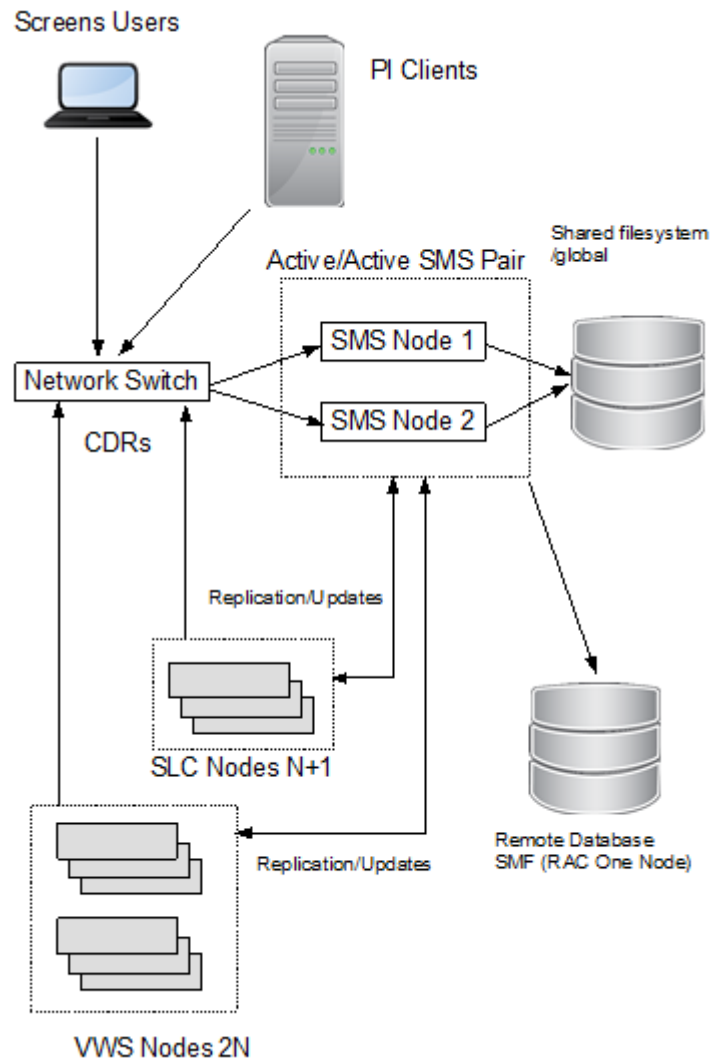 Screens Users
PI Clients
Shared filesystem
/global
Active/Active SMS Pair
SMS Node 1
Network Switch
SMS Node 2
CDRs
Replication/Updates
SLC Nodes N+1
Remote Database
SMF (RAC One Node)
Replication/Updates
VWS Nodes 2N